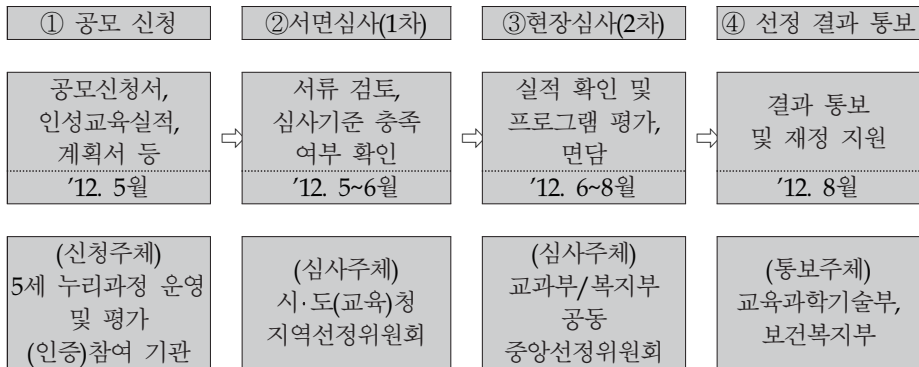 ① 공모 신청
②서면심사(1차)
③현장심사(2차)
④ 선정 결과 통보
공모신청서,
인성교육실적,
계획서 등
'12. 5월
서류 검토,
심사기준 충족
여부 확인
'12. 5~6월
실적 확인 및
프로그램 평가,
면담
'12. 6~8월
결과 통보
및 재정 지원
'12. 8월
(신청주체)
5세 누리과정 운영
및 평가
(인증)참여 기관
(심사주체)
시·도(교육)청
지역선정위원회
(심사주체)
교과부/복지부
공동
중앙선정위원회
(통보주체)
교육과학기술부,
보건복지부